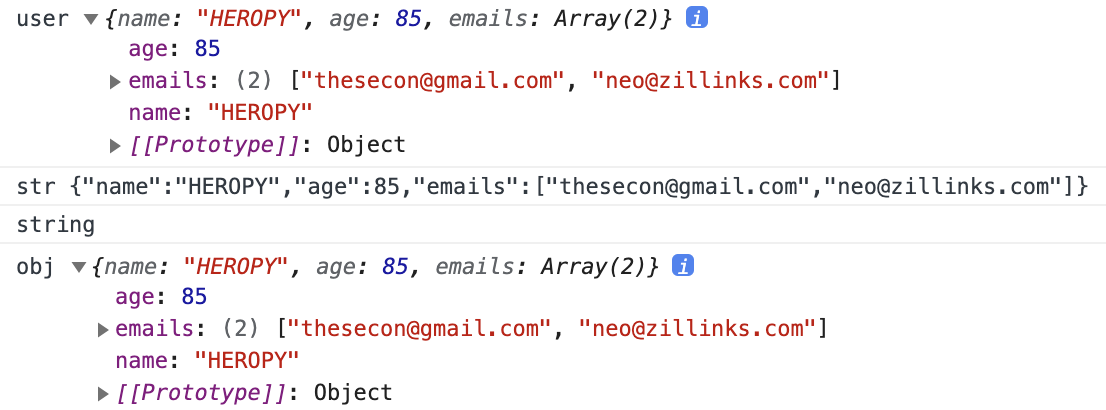 user ▼{name: "HEROPY", age: 85, emails: Array(2)} i
age: 85
▶emails: (2) ["thesecon@gmail.com", "neo@zillinks.com"]
name: "HEROPY"
▶[[Prototype]]: Object
str {"name":"HEROPY","age":85,"emails":["thesecon@gmail.com","neo@zillinks.com"]}
string
obj ▼{name: "HEROPY", age: 85, emails: Array(2)} i
age: 85
▶emails: (2) ["thesecon@gmail.com", "neo@zillinks.com"]
name: "HEROPY"
▶[[Prototype]]: Object